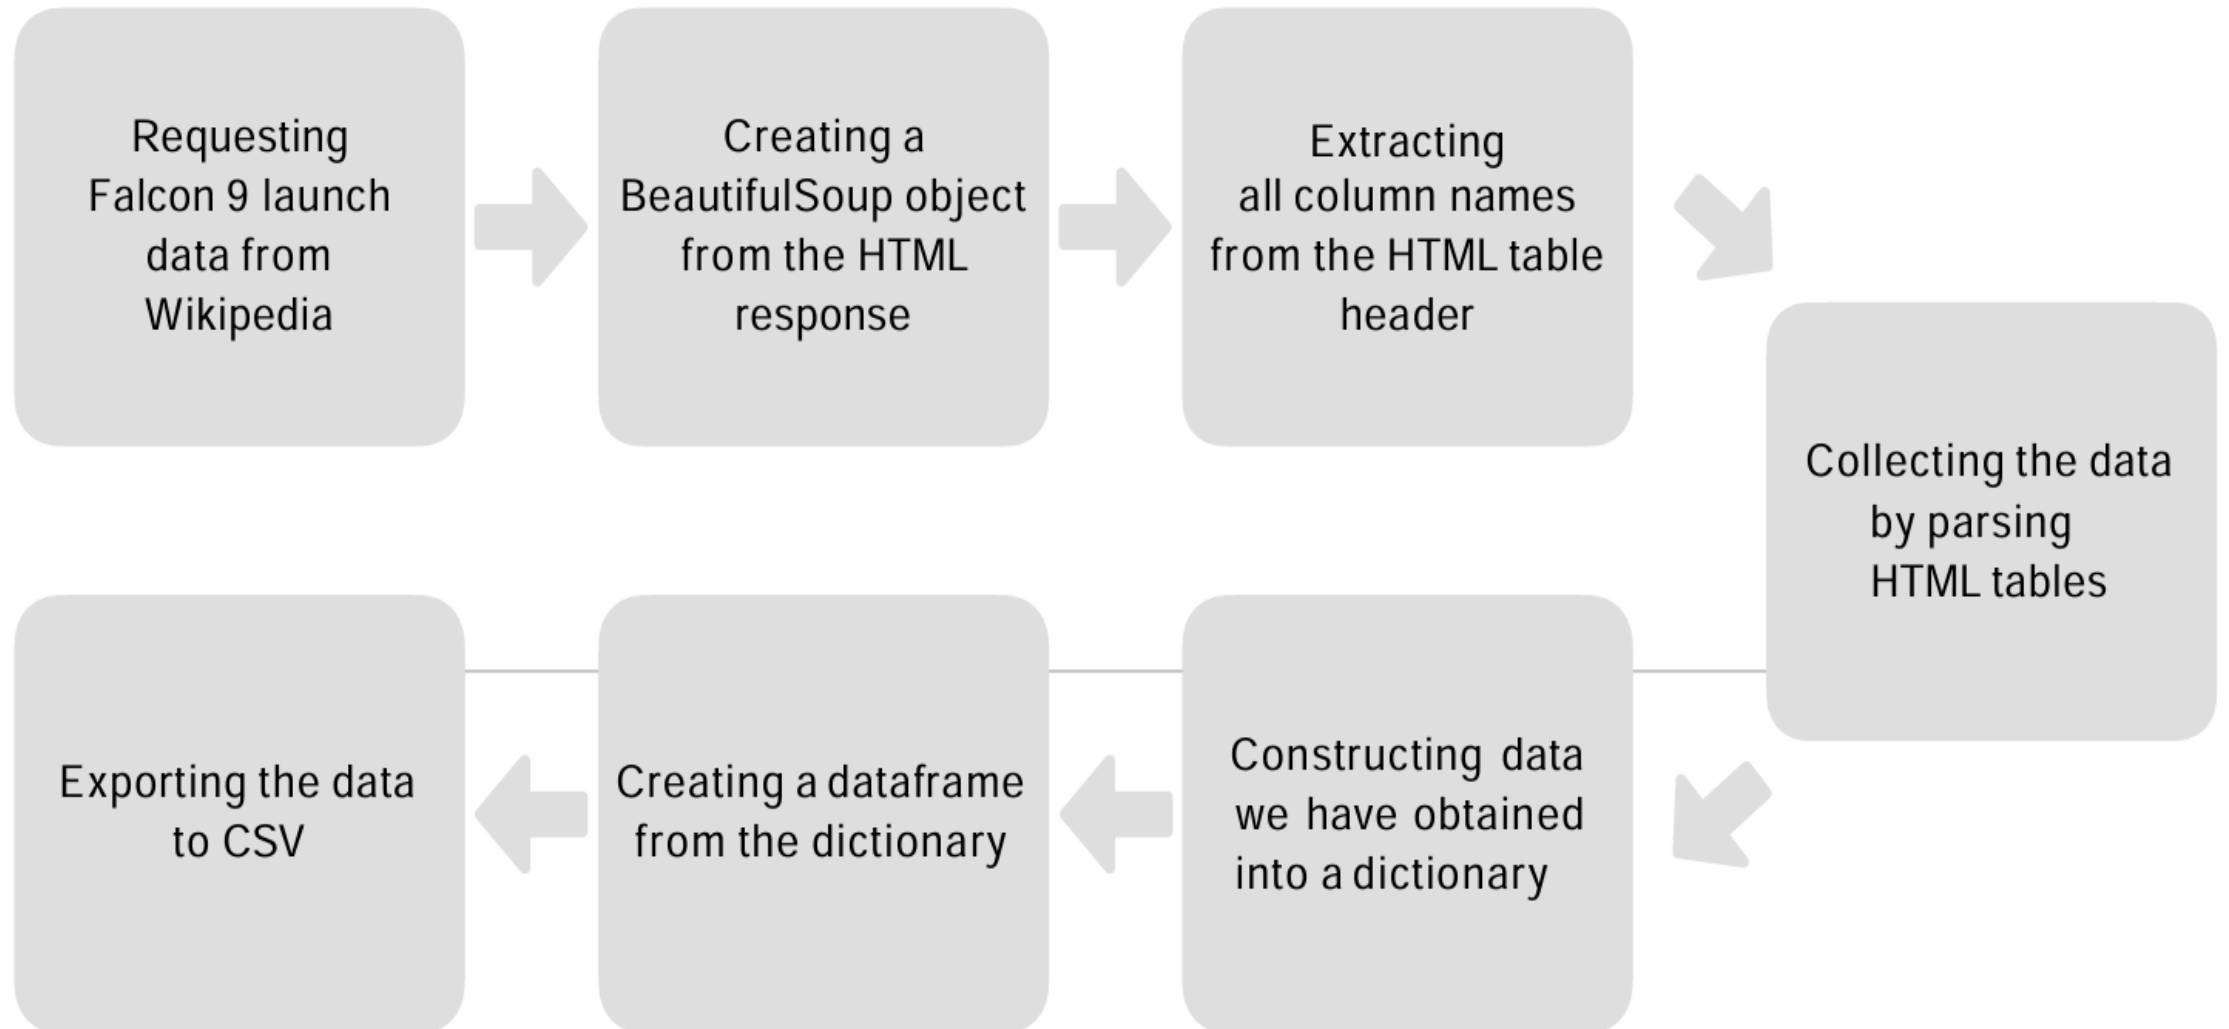 Requesting
Falcon 9 launch
data from
Wikipedia
Creating a
BeautifulSoup object
from the HTML
response
Extracting
all column names
from the HTML table
header
Collecting the data
by parsing
HTML tables
Constructing data
we have obtained
into a dictionary
Creating a dataframe
from the dictionary
Exporting the data
to CSV